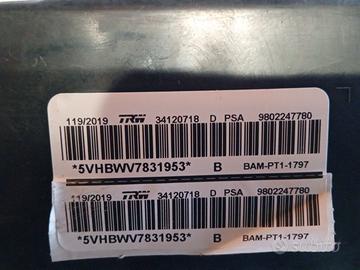 119/2019 TRW 34120718 D PSA 9802247780
*5VHBWV7831953* B BAM-PT1-1797
119/2019 TRW 34120718 D PSA 9802247780
*5VHBWV7831953* B BAM-PT1-1797
subito